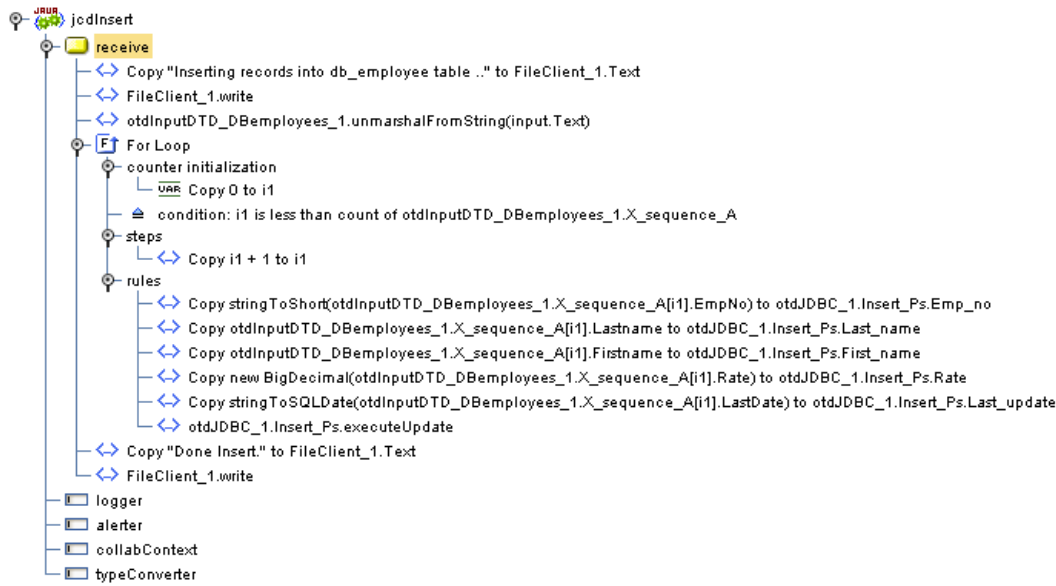 JAVA jcdInsert
receive
Copy "Inserting records into db_employee table .." to FileClient_1.Text
FileClient_1.write
otdInputDTD_DBemployees_1.unmarshalFromString(input.Text)
F For Loop
counter initialization
VAR Copy 0 to i1
condition: i1 is less than count of otdInputDTD_DBemployees_1.X_sequence_A
steps
Copy i1 + 1 to i1
rules
Copy stringToShort(otdInputDTD_DBemployees_1.X_sequence_A[i1].EmpNo) to otdJDBC_1.Insert_Ps.Emp_no
Copy otdInputDTD_DBemployees_1.X_sequence_A[i1].Lastname to otdJDBC_1.Insert_Ps.Last_name
Copy otdInputDTD_DBemployees_1.X_sequence_A[i1].Firstname to otdJDBC_1.Insert_Ps.First_name
Copy new BigDecimal(otdInputDTD_DBemployees_1.X_sequence_A[i1].Rate) to otdJDBC_1.Insert_Ps.Rate
Copy stringToSQLDate(otdInputDTD_DBemployees_1.X_sequence_A[i1].LastDate) to otdJDBC_1.Insert_Ps.Last_update
otdJDBC_1.Insert_Ps.executeUpdate
Copy "Done Insert." to FileClient_1.Text
FileClient_1.write
logger
alerter
collabContext
typeConverter